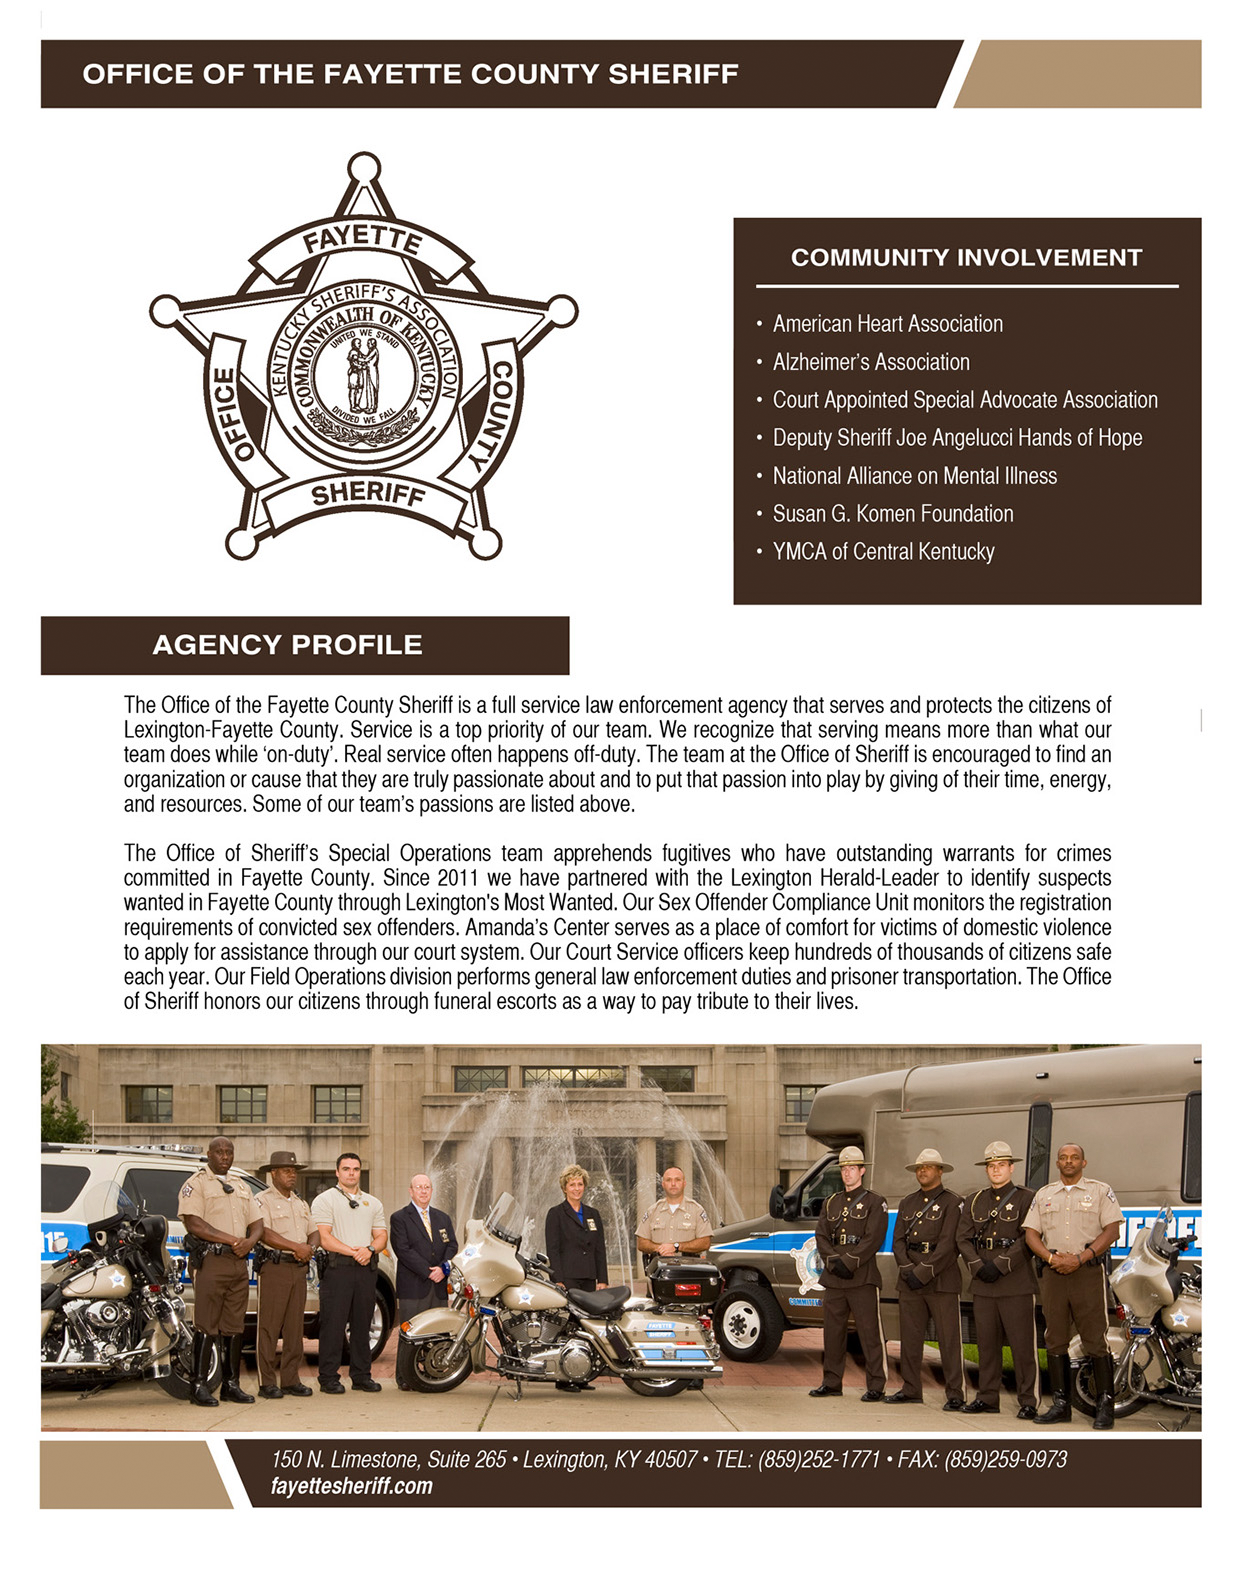 OFFICE OF THE FAYETTE COUNTY SHERIFF
FAYETTE
KENTUCKY SHERIFF'S ASSOCIATION
COMMONWEALTH OF KENTUCKY
UNITED WE STAND
DIVIDED WE FALL
OFFICE
COUNTY
SHERIFF
COMMUNITY INVOLVEMENT
• American Heart Association
• Alzheimer's Association
• Court Appointed Special Advocate Association
• Deputy Sheriff Joe Angelucci Hands of Hope
• National Alliance on Mental Illness
• Susan G. Komen Foundation
• YMCA of Central Kentucky
AGENCY PROFILE
The Office of the Fayette County Sheriff is a full service law enforcement agency that serves and protects the citizens of
Lexington-Fayette County. Service is a top priority of our team. We recognize that serving means more than what our
team does while ‘on-duty’. Real service often happens off-duty. The team at the Office of Sheriff is encouraged to find an
organization or cause that they are truly passionate about and to put that passion into play by giving of their time, energy,
and resources. Some of our team’s passions are listed above.
The Office of Sheriff’s Special Operations team apprehends fugitives who have outstanding warrants for crimes
committed in Fayette County. Since 2011 we have partnered with the Lexington Herald-Leader to identify suspects
wanted in Fayette County through Lexington's Most Wanted. Our Sex Offender Compliance Unit monitors the registration
requirements of convicted sex offenders. Amanda’s Center serves as a place of comfort for victims of domestic violence
to apply for assistance through our court system. Our Court Service officers keep hundreds of thousands of citizens safe
each year. Our Field Operations division performs general law enforcement duties and prisoner transportation. The Office
of Sheriff honors our citizens through funeral escorts as a way to pay tribute to their lives.
FAYETTE
SHERIFF
150 N. Limestone, Suite 265 • Lexington, KY 40507 • TEL: (859)252-1771 • FAX: (859)259-0973
fayettesheriff.com